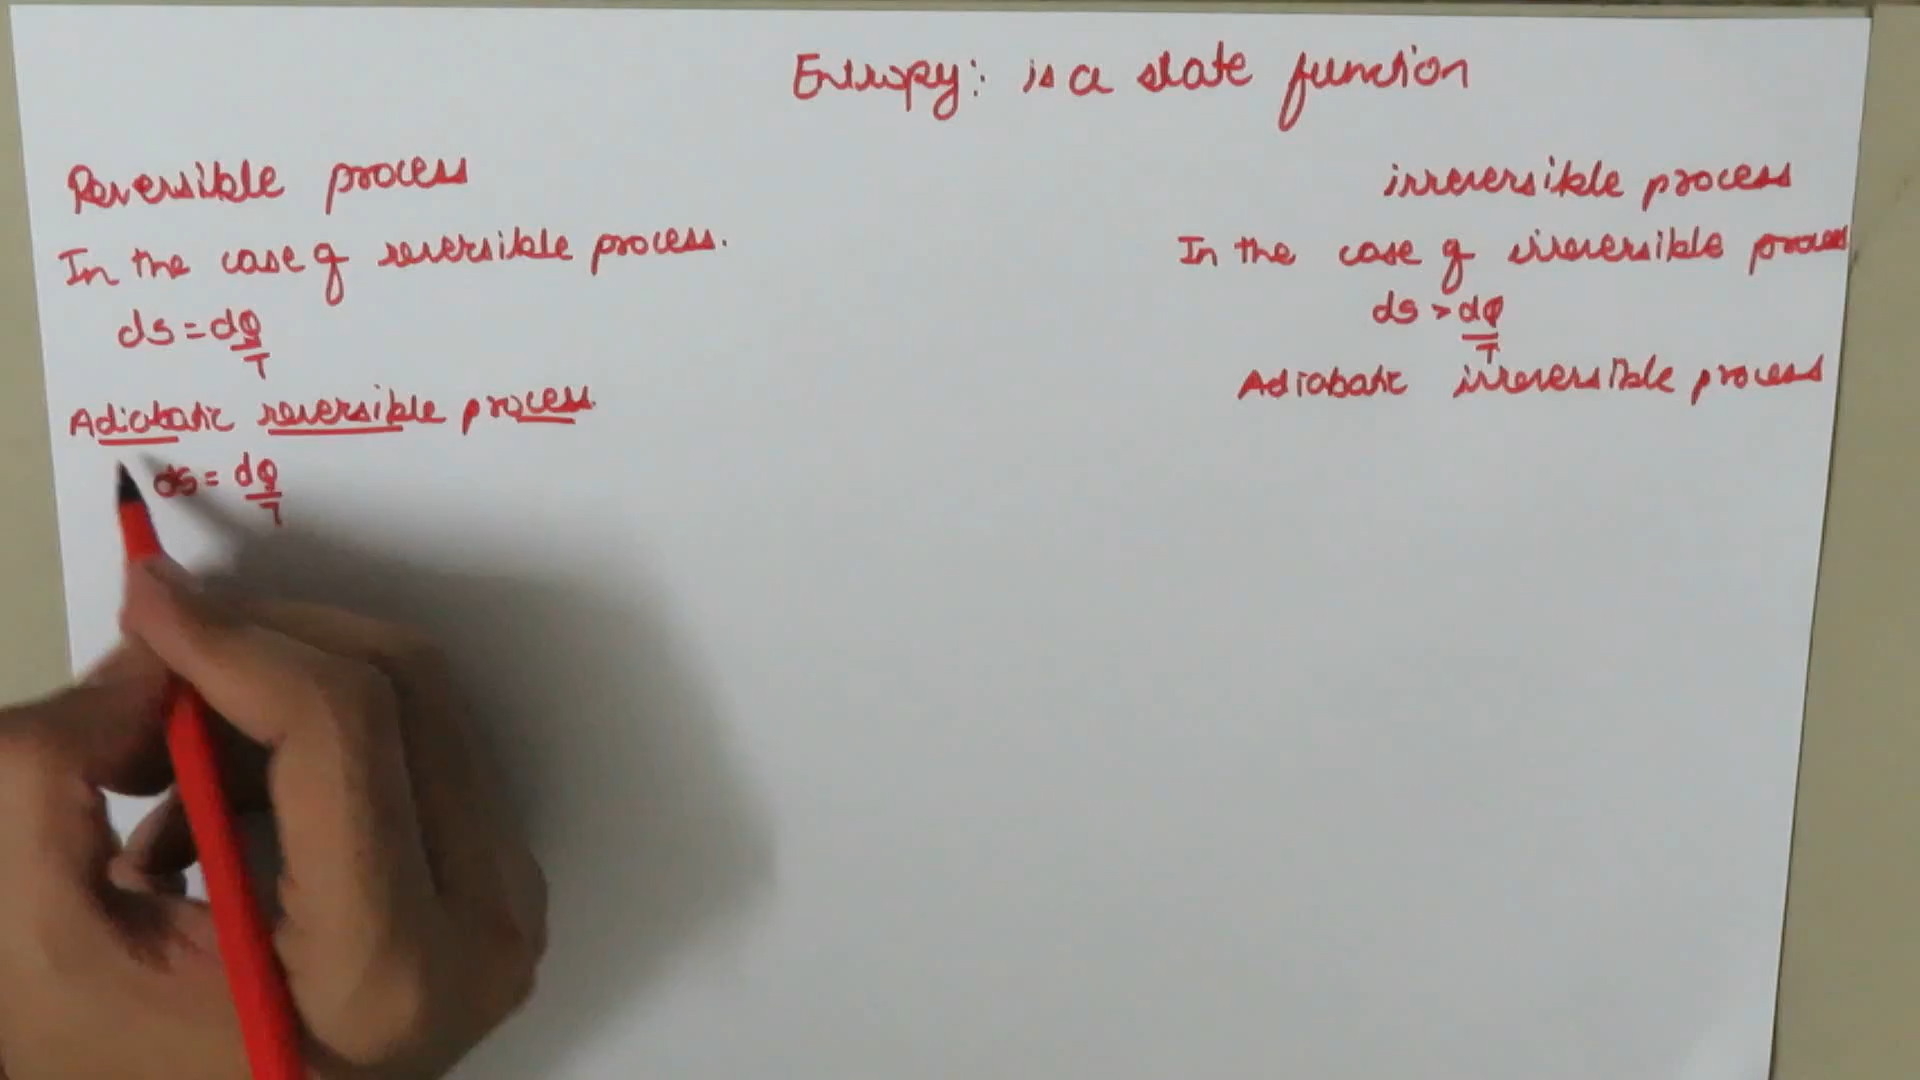 Entropy: is a state function
Reversible process
In the case of reversible process.
ds = dQ/T
Adiabatic reversible process.
ds = dQ/T
irreversible process
In the case of irreversible process
ds > dQ/T
Adiabatic irreversible process